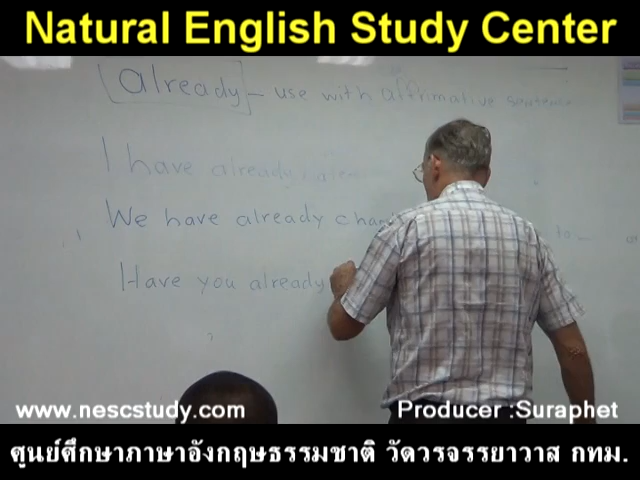 Natural English Study Center
already - use with affrimative sentence
I have already
We have already
Have you already
www.nescstudy.com
Producer :Suraphet
ศูนย์ศึกษาภาษาอังกฤษธรรมชาติ วัดวรจรรยาวาส กทม.